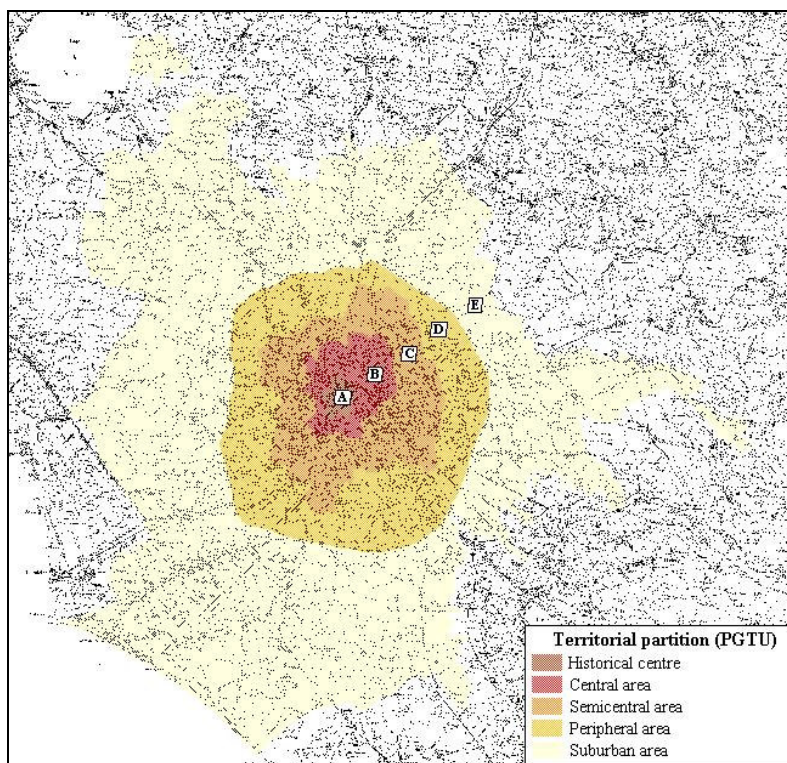 E
D
C
B
A
Territorial partition (PGTU)
Historical centre
Central area
Semicentral area
Peripheral area
Suburban area